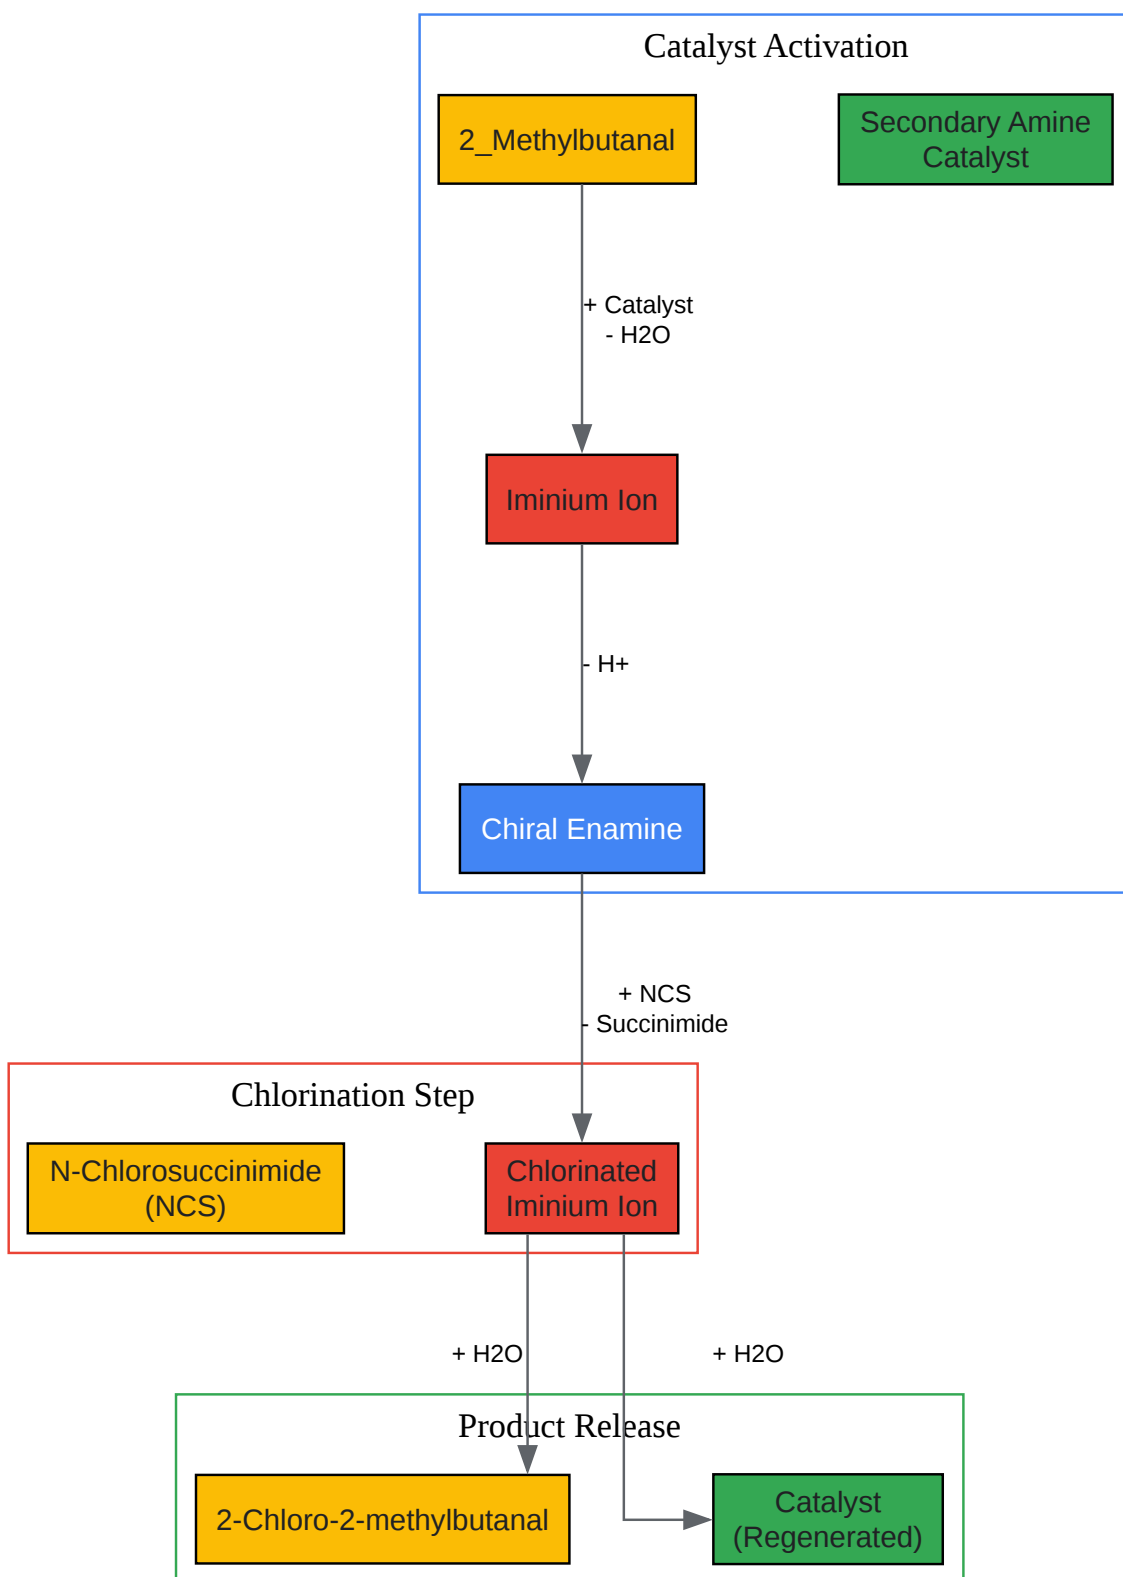 Catalyst Activation
2_Methylbutanal
Secondary Amine
Catalyst
+ Catalyst
- H2O
Iminium Ion
- H+
Chiral Enamine
+ NCS
- Succinimide
Chlorination Step
N-Chlorosuccinimide
(NCS)
Chlorinated
Iminium Ion
+ H2O
+ H2O
Product Release
2-Chloro-2-methylbutanal
Catalyst
(Regenerated)